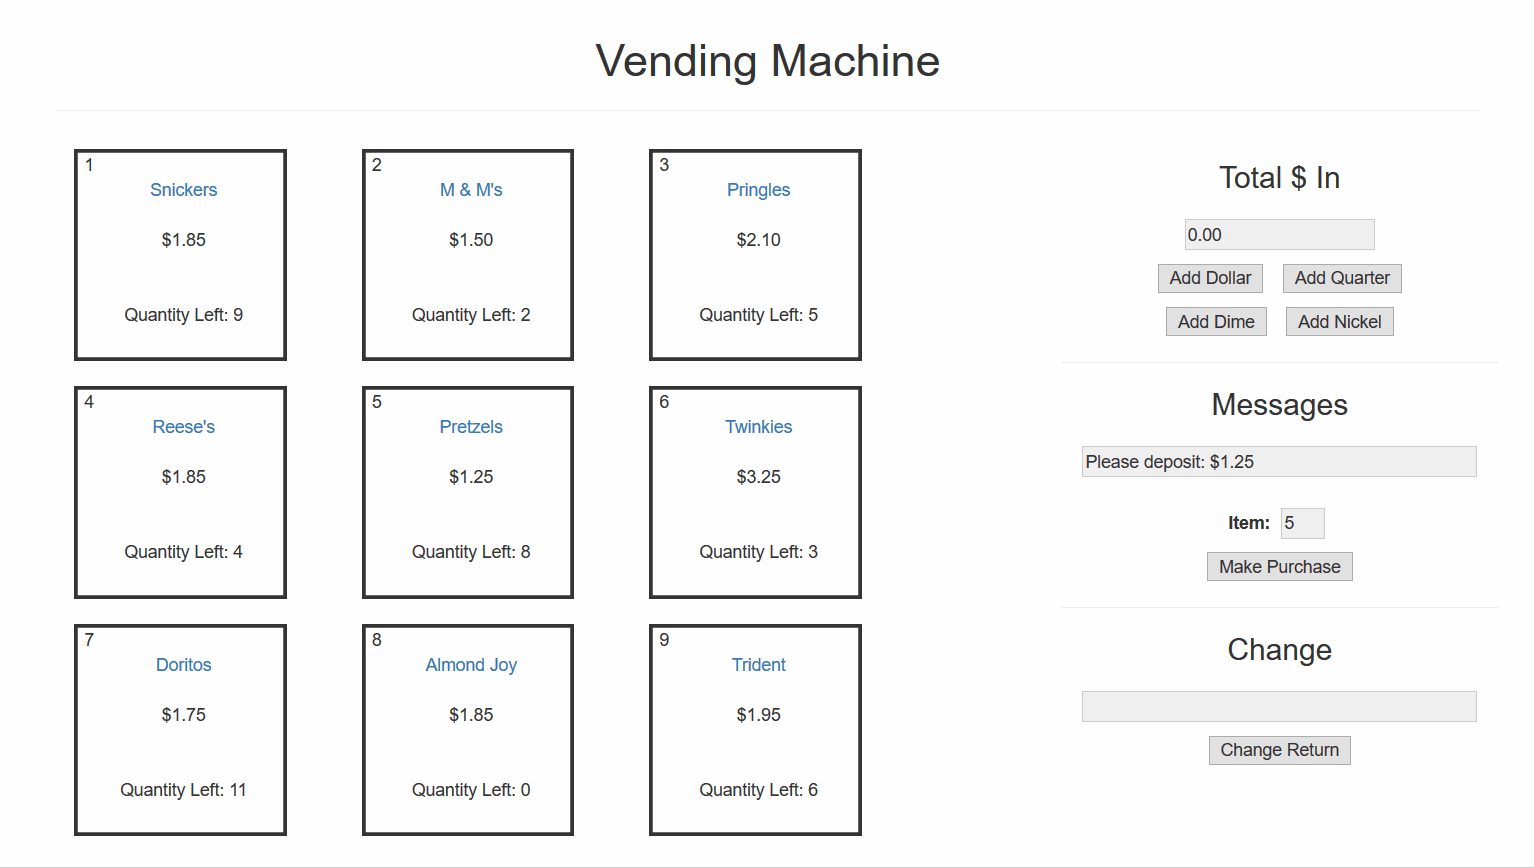 Vending Machine
1
Snickers
$1.85
Quantity Left: 9
2
M & M's
$1.50
Quantity Left: 2
3
Pringles
$2.10
Quantity Left: 5
4
Reese's
$1.85
Quantity Left: 4
5
Pretzels
$1.25
Quantity Left: 8
6
Twinkies
$3.25
Quantity Left: 3
7
Doritos
$1.75
Quantity Left: 11
8
Almond Joy
$1.85
Quantity Left: 0
9
Trident
$1.95
Quantity Left: 6
Total $ In
0.00
Add Dollar Add Quarter
Add Dime Add Nickel
Messages
Please deposit: $1.25
Item: 5
Make Purchase
Change
Change Return